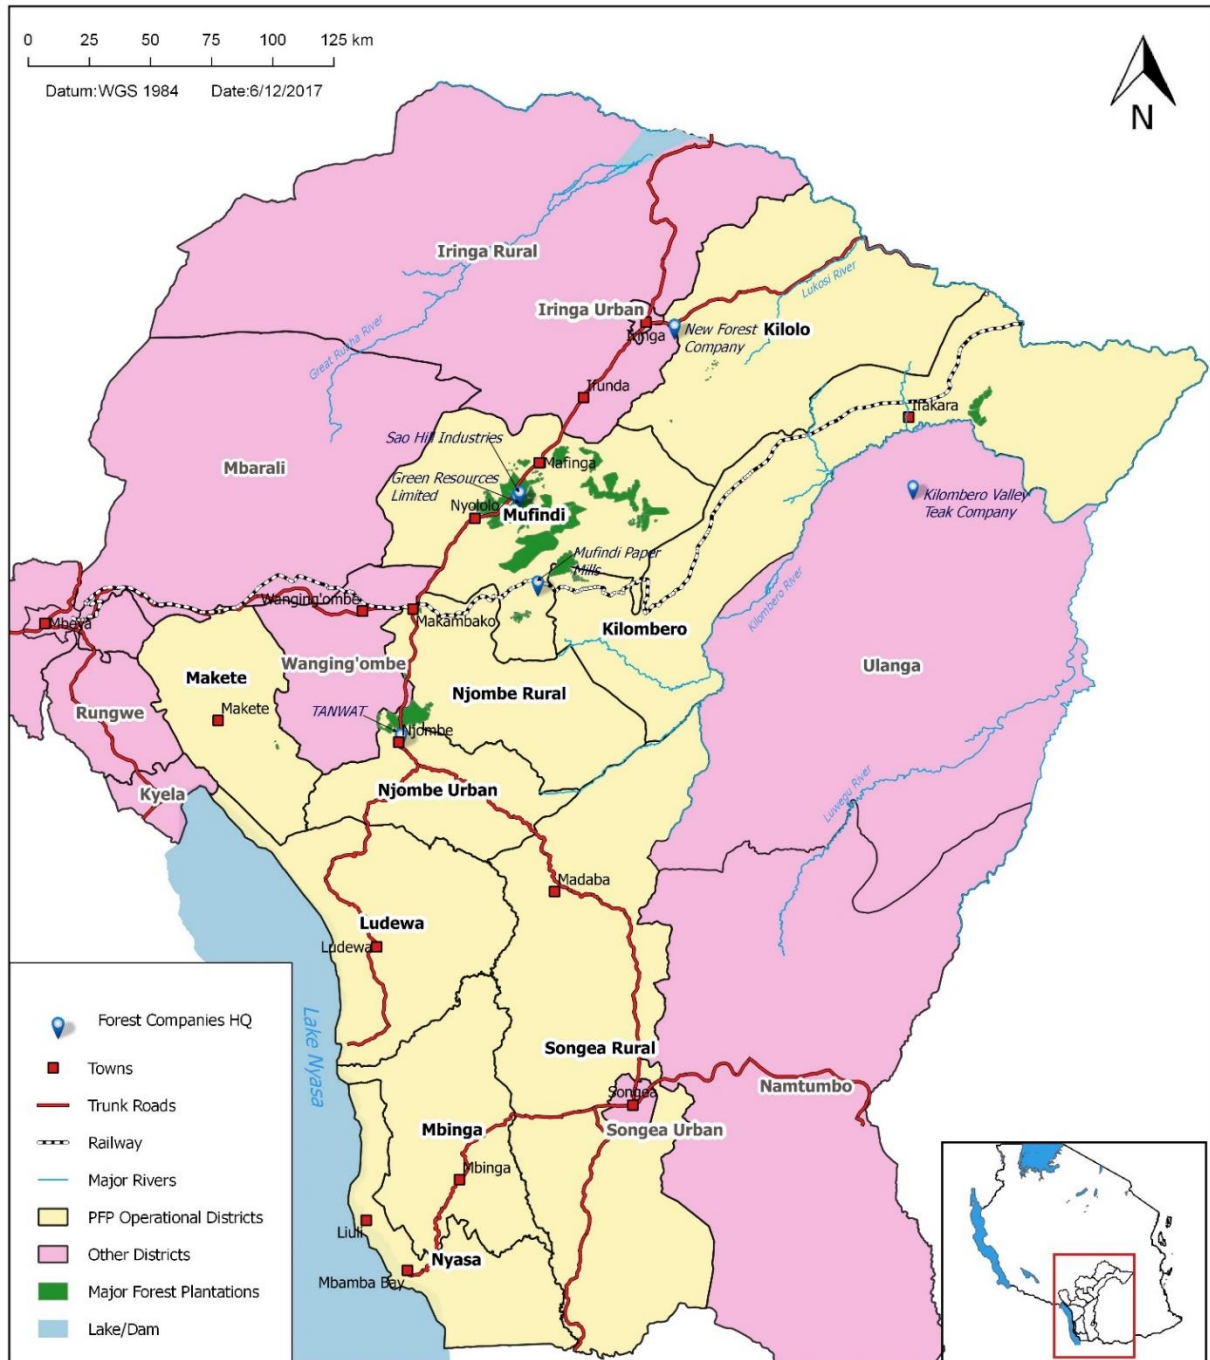 0 25 50 75 100 125 km
Datum:WGS 1984 Date:6/12/2017
N
Iringa Rural
Great Ruaha River
Iringa Urban
Iringa
Lukosi River
New Forest
Company
Kilolo
Ifunda
Ifakara
Sao Hill Industries
Mafinga
Mbarali
Green Resources
Limited
Nyololo
Mufindi
Kilombero Valley
Teak Company
Mufindi Paper
Mills
Kilombero River
Wanging'ombe
Makambako
Mbeya
Kilombero
Wanging'ombe
Ulanga
Makete
Njombe Rural
Makete
Rungwe
TANWAT
Njombe
Kyela
Njombe Urban
Luwegu River
Madaba
Ludewa
Ludewa
Lake Nyasa
Songea Rural
Namtumbo
Songea
Mbinga
Songea Urban
Mbinga
Liuli
Nyasa
Mbamba Bay
Forest Companies HQ
Towns
Trunk Roads
Railway
Major Rivers
PFP Operational Districts
Other Districts
Major Forest Plantations
Lake/Dam